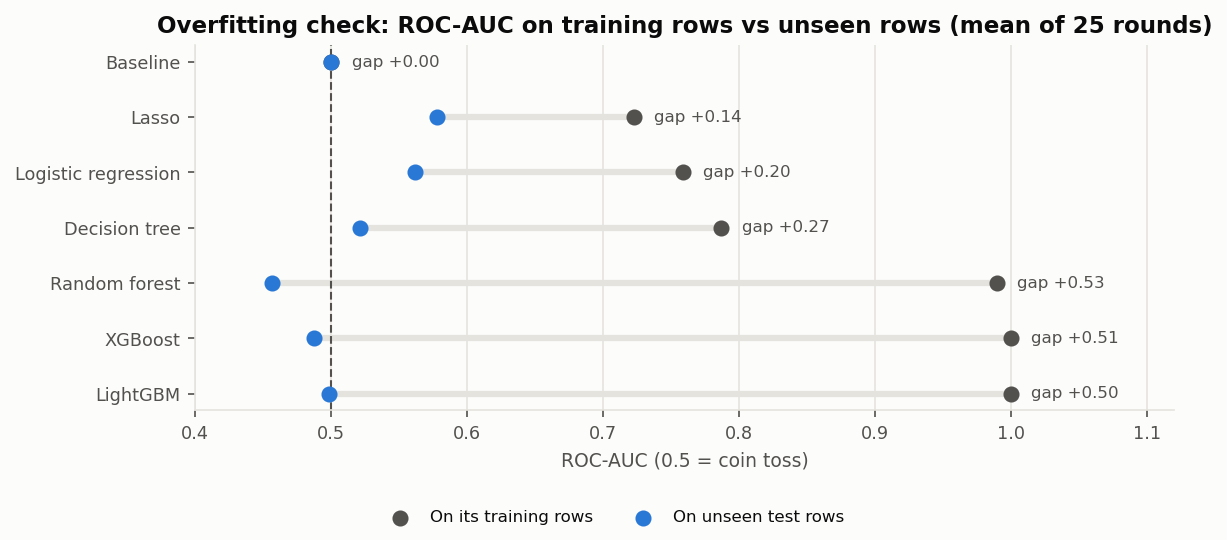 Overfitting check: ROC-AUC on training rows vs unseen rows (mean of 25 rounds)
Baseline
gap +0.00
Lasso
gap +0.14
Logistic regression
gap +0.20
Decision tree
gap +0.27
Random forest
gap +0.53
XGBoost
gap +0.51
LightGBM
gap +0.50
0.4 0.5 0.6 0.7 0.8 0.9 1.0 1.1
ROC-AUC (0.5 = coin toss)
On its training rows
On unseen test rows